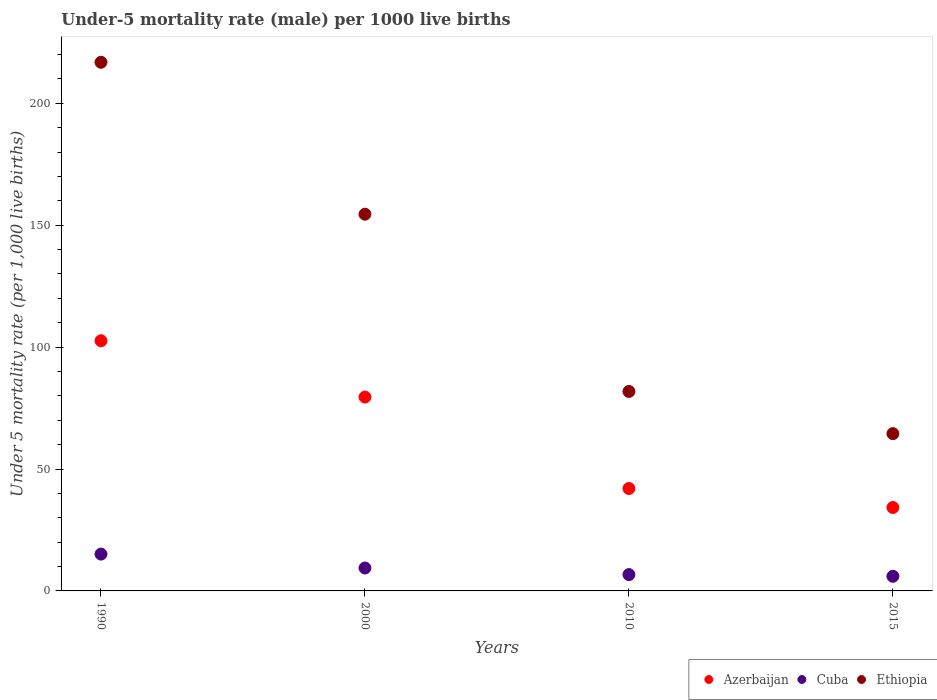 Under-5 mortality rate (male) per 1000 live births
Under 5 mortality rate (per 1,000 live births)
200
150
100
50
0
1990
2000
2010
2015
Years
Azerbaijan
Cuba
Ethiopia